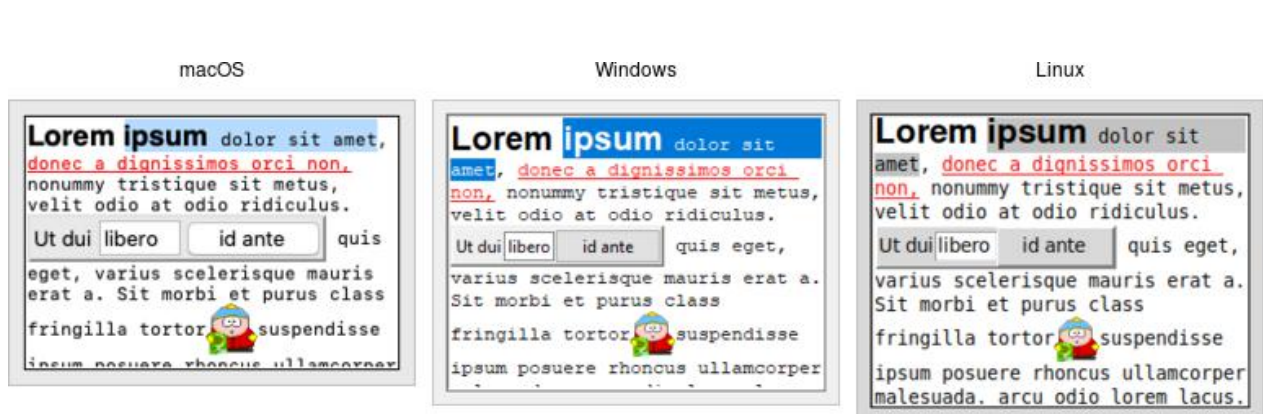 macOS
Windows
Linux
Lorem ipsum dolor sit amet,
donec a dignissimos orci non,
nonummy tristique sit metus,
velit odio at odio ridiculus.
Ut dui libero id ante quis
eget, varius scelerisque mauris
erat a. Sit morbi et purus class
fringilla tortor suspendisse
ipsum posuere rhoncus ullamcorper
Lorem ipsum dolor sit
amet, donec a dignissimos orci
non, nonummy tristique sit metus,
velit odio at odio ridiculus.
Ut dui libero id ante quis eget,
varius scelerisque mauris erat a.
Sit morbi et purus class
fringilla tortor suspendisse
ipsum posuere rhoncus ullamcorper
Lorem ipsum dolor sit
amet, donec a dignissimos orci
non, nonummy tristique sit metus,
velit odio at odio ridiculus.
Ut dui libero id ante quis eget,
varius scelerisque mauris erat a.
Sit morbi et purus class
fringilla tortor suspendisse
ipsum posuere rhoncus ullamcorper
malesuada. arcu odio lorem lacus.